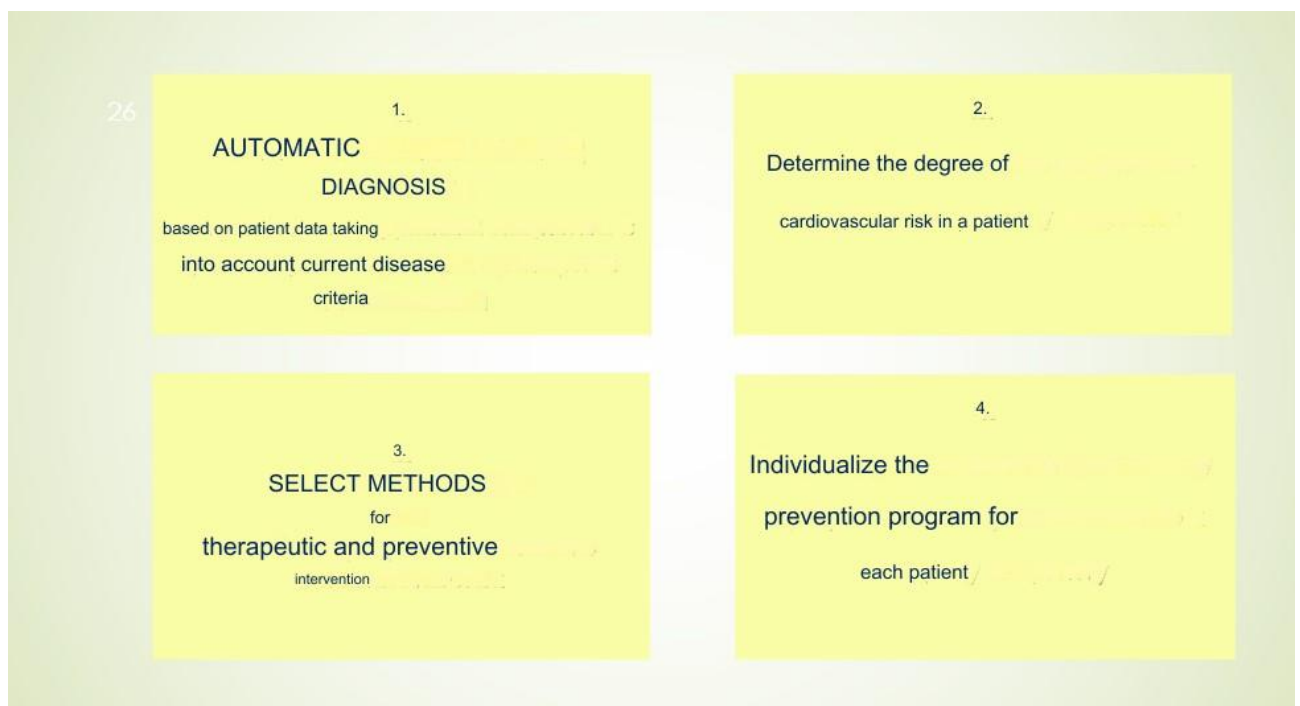 26
1.
AUTOMATIC
DIAGNOSIS
based on patient data taking
into account current disease
criteria
2.
Determine the degree of
cardiovascular risk in a patient
3.
SELECT METHODS
for
therapeutic and preventive
intervention
4.
Individualize the
prevention program for
each patient